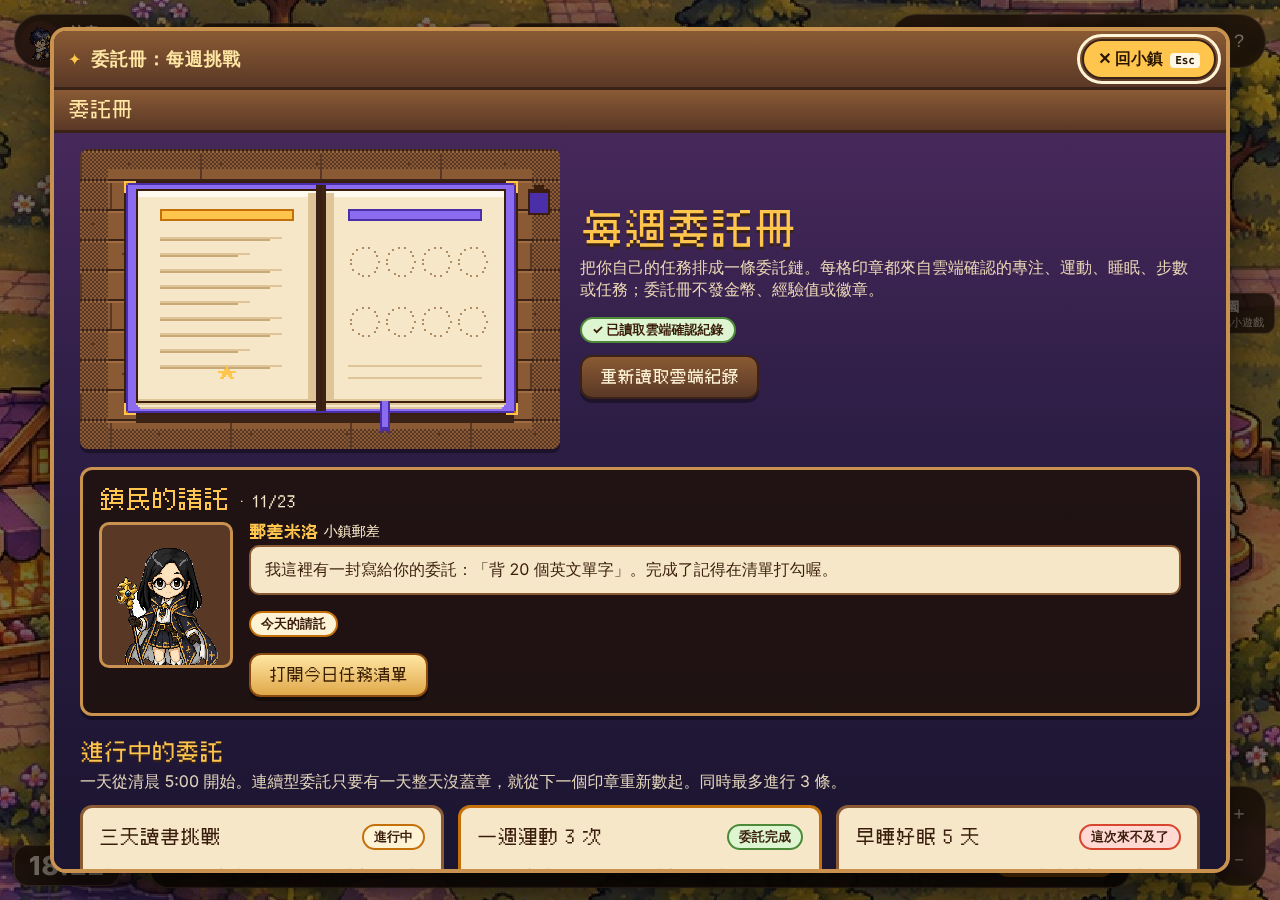 委託冊：每週挑戰
✕ 回小鎮 Esc
委託冊
每週委託冊
把你自己的任務排成一條委託鏈。每格印章都來自雲端確認的專注、運動、睡眠、步數
或任務；委託冊不發金幣、經驗值或徽章。
✓ 已讀取雲端確認紀錄
重新讀取雲端紀錄
鎮民的請託 · 11/23
郵差米洛 小鎮郵差
我這裡有一封寫給你的委託：「背 20 個英文單字」。完成了記得在清單打勾喔。
今天的請託
打開今日任務清單
進行中的委託
一天從清晨 5:00 開始。連續型委託只要有一天整天沒蓋章，就從下一個印章重新數起。同時最多進行 3 條。
三天讀書挑戰 進行中
一週運動 3 次 委託完成
早睡好眠 5 天 這次來不及了
?
小遊戲
+
−